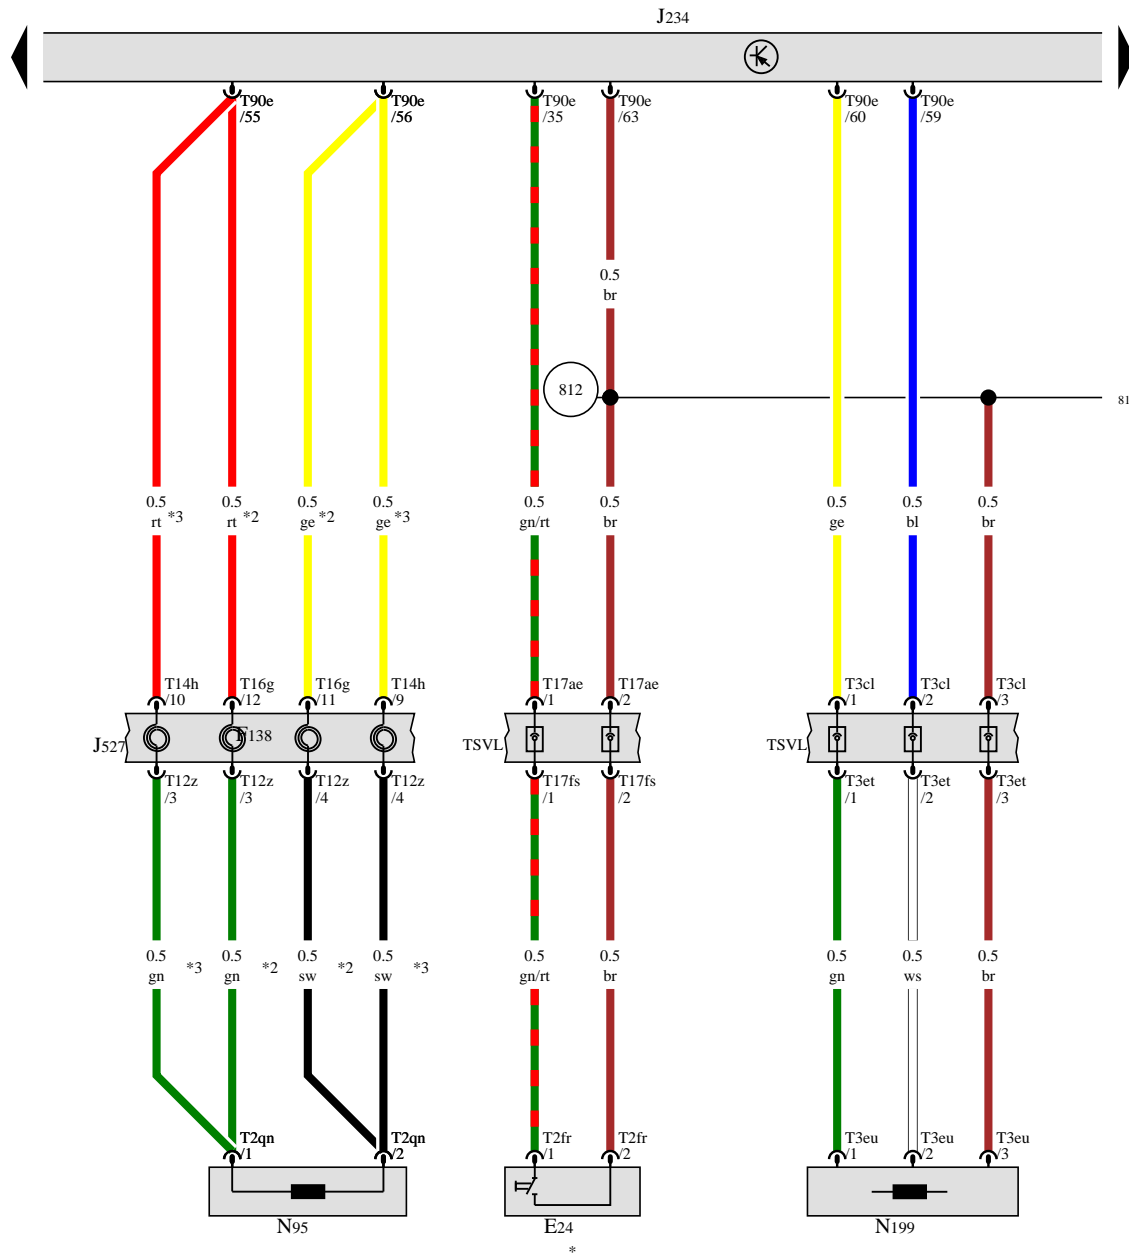 J234
T90e T90e T90e T90e T90e T90e
/55 /56 /35 /63 /60 /59
0.5
br
812
81
0.5 0.5 0.5 0.5 0.5 0.5 0.5 0.5 0.5
rt *3 rt *2 ge *2 ge *3 gn/rt br ge bl br
T14h T16g T16g T14h T17ae T17ae T3cl T3cl T3cl
/10 /12 /11 /9 /1 /2 /1 /2 /3
J527 F138 TSVL TSVL
T12z T12z T12z T12z T17fs T17fs T3et T3et T3et
/3 /3 /4 /4 /1 /2 /1 /2 /3
0.5 0.5 0.5 0.5 0.5 0.5 0.5 0.5 0.5
gn *3 gn *2 sw *2 sw *3 gn/rt br gn ws br
T2qn T2qn T2fr T2fr T3eu T3eu T3eu
/1 /2 /1 /2 /1 /2 /3
N95 E24 N199
*